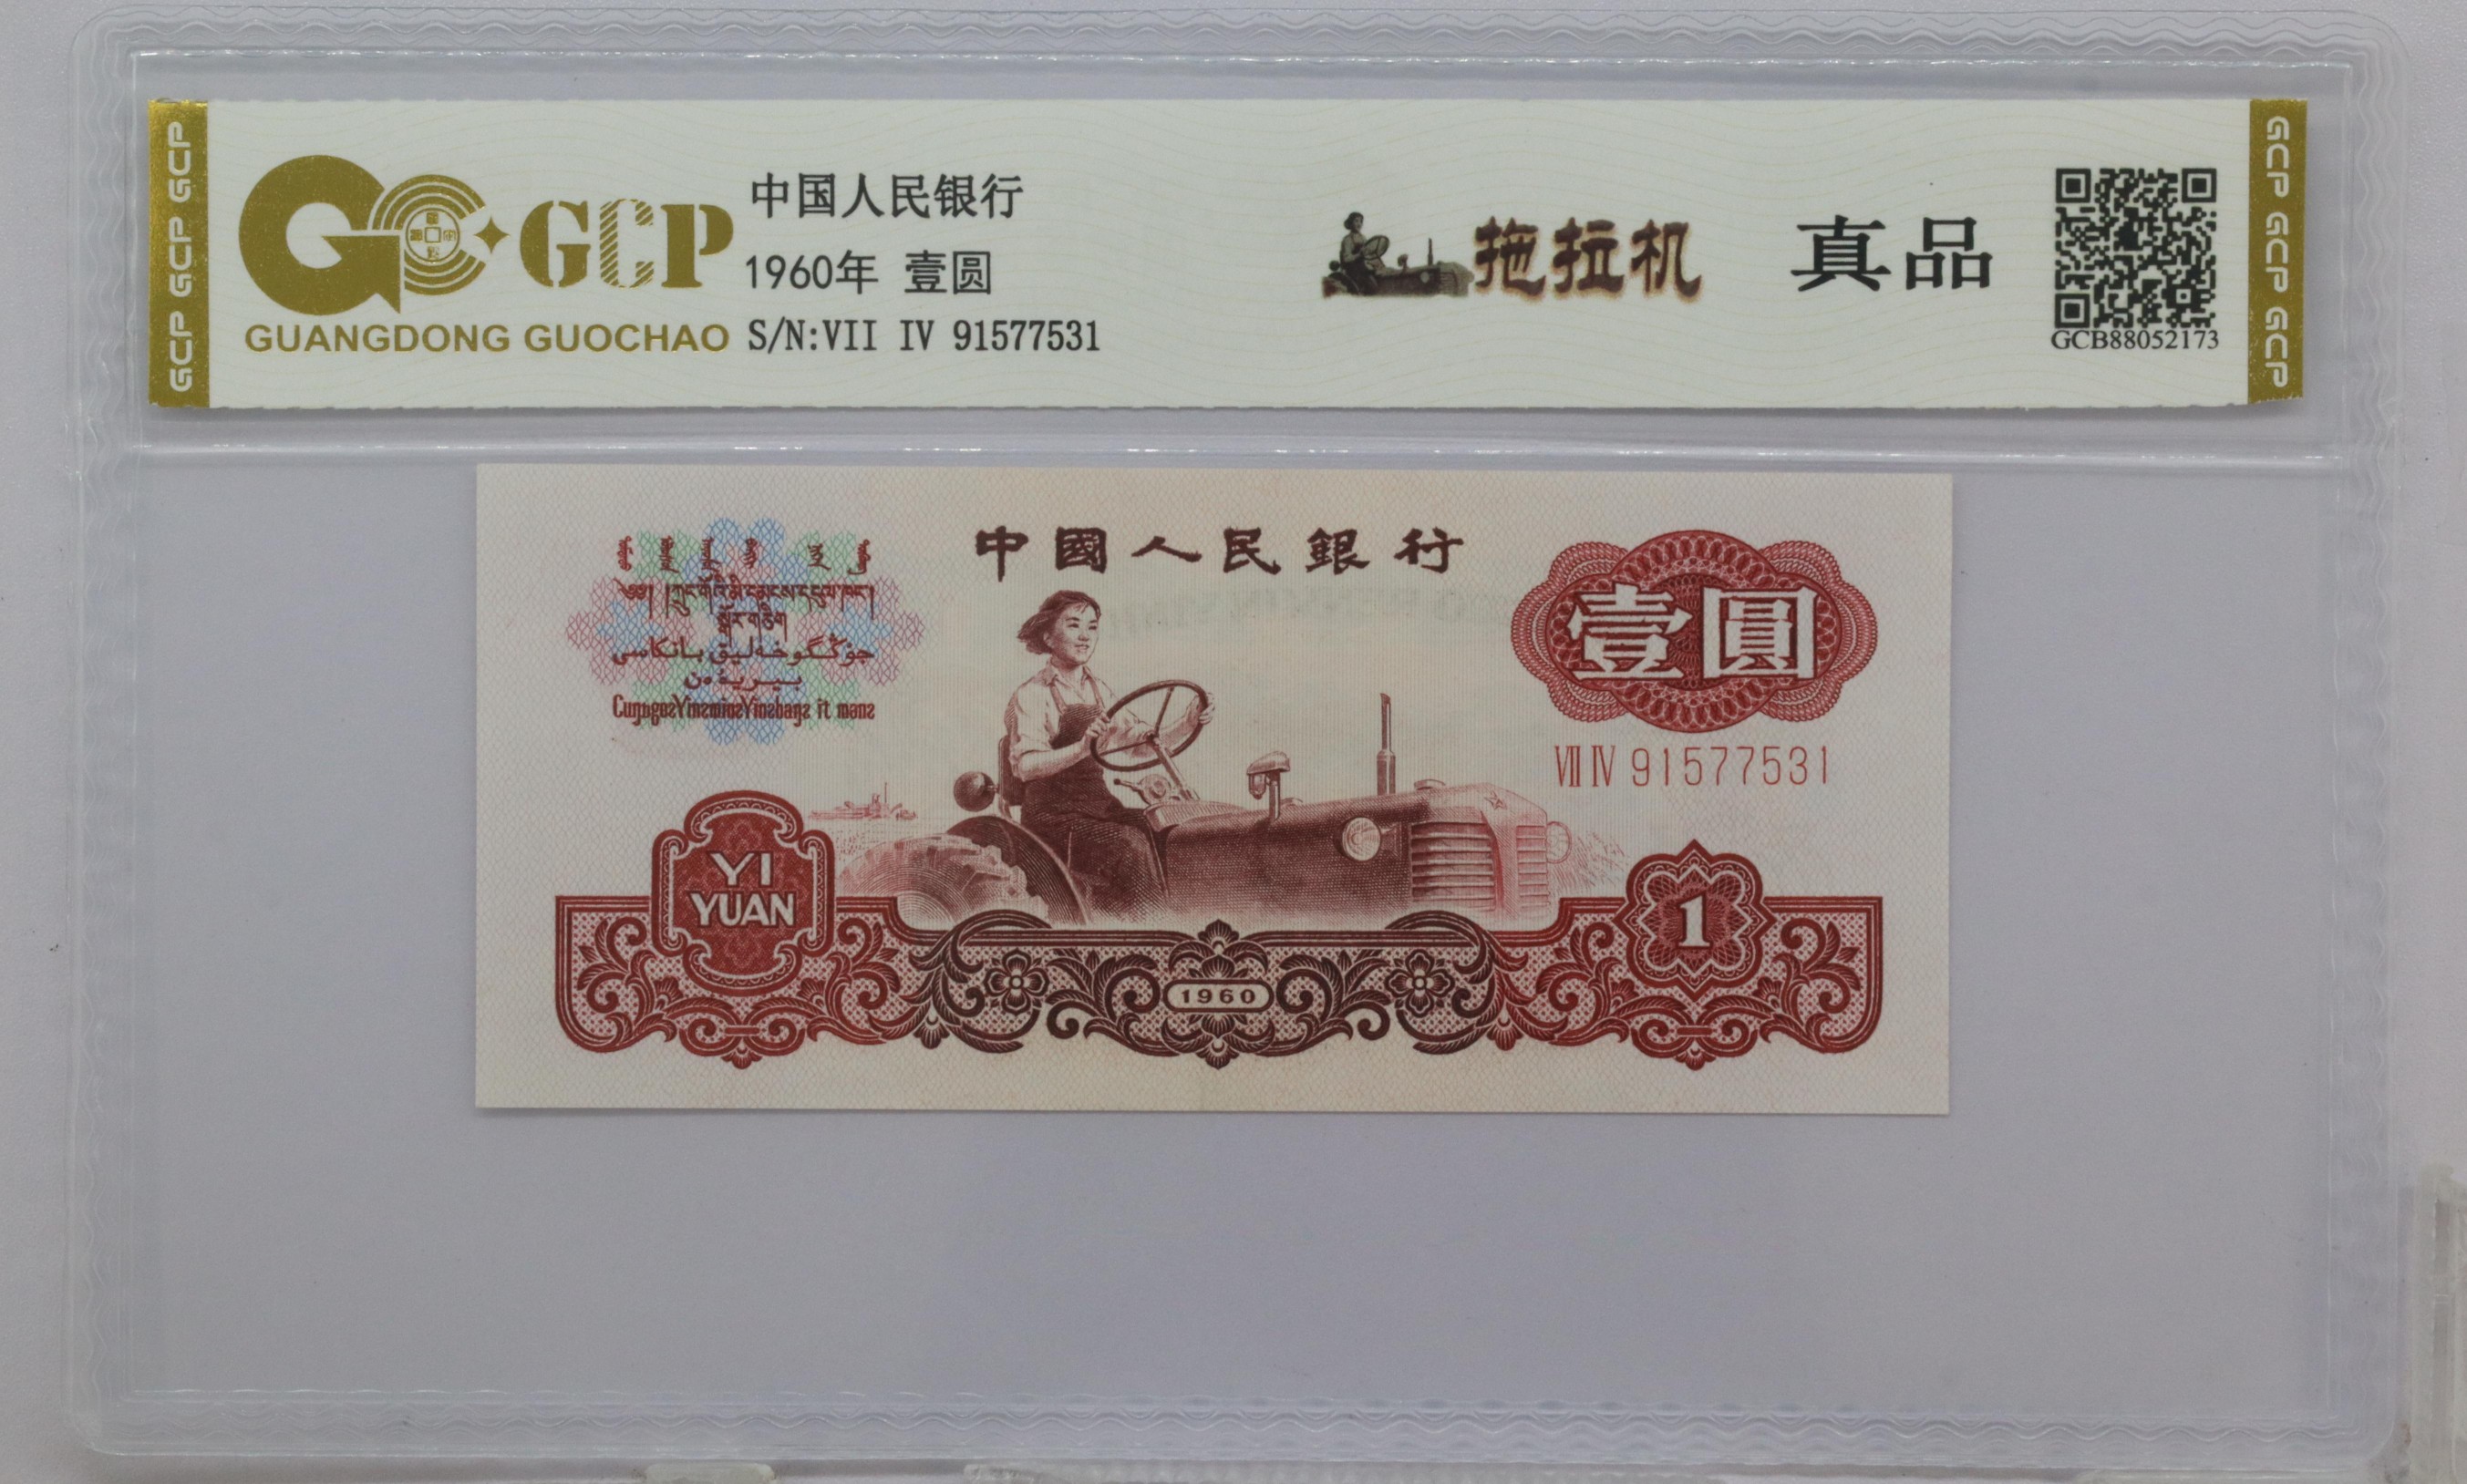 GCP GCP GCP
GCP
GUANGDONG GUOCHAO
中国人民银行
1960年 壹圆
S/N:VII IV 91577531
拖拉机
真品
GCB88052173
GCP GCP GCP
中國人民銀行
壹圓
VII IV 91577531
YI
YUAN
1
1960